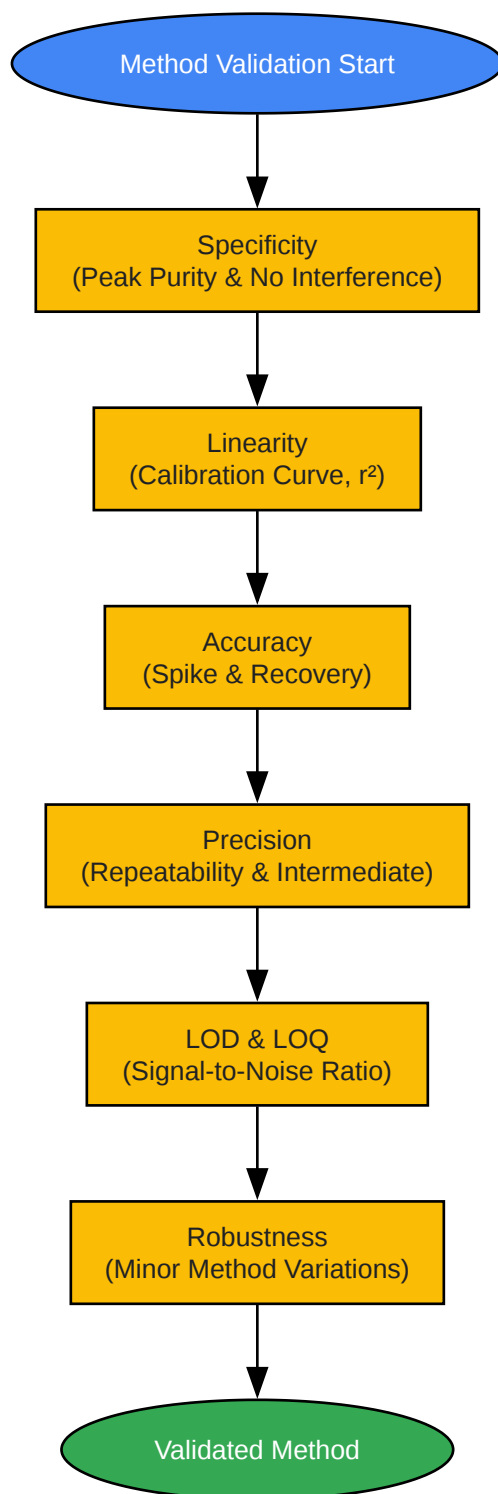 Method Validation Start
Specificity
(Peak Purity & No Interference)
Linearity
(Calibration Curve, r²)
Accuracy
(Spike & Recovery)
Precision
(Repeatability & Intermediate)
LOD & LOQ
(Signal-to-Noise Ratio)
Robustness
(Minor Method Variations)
Validated Method